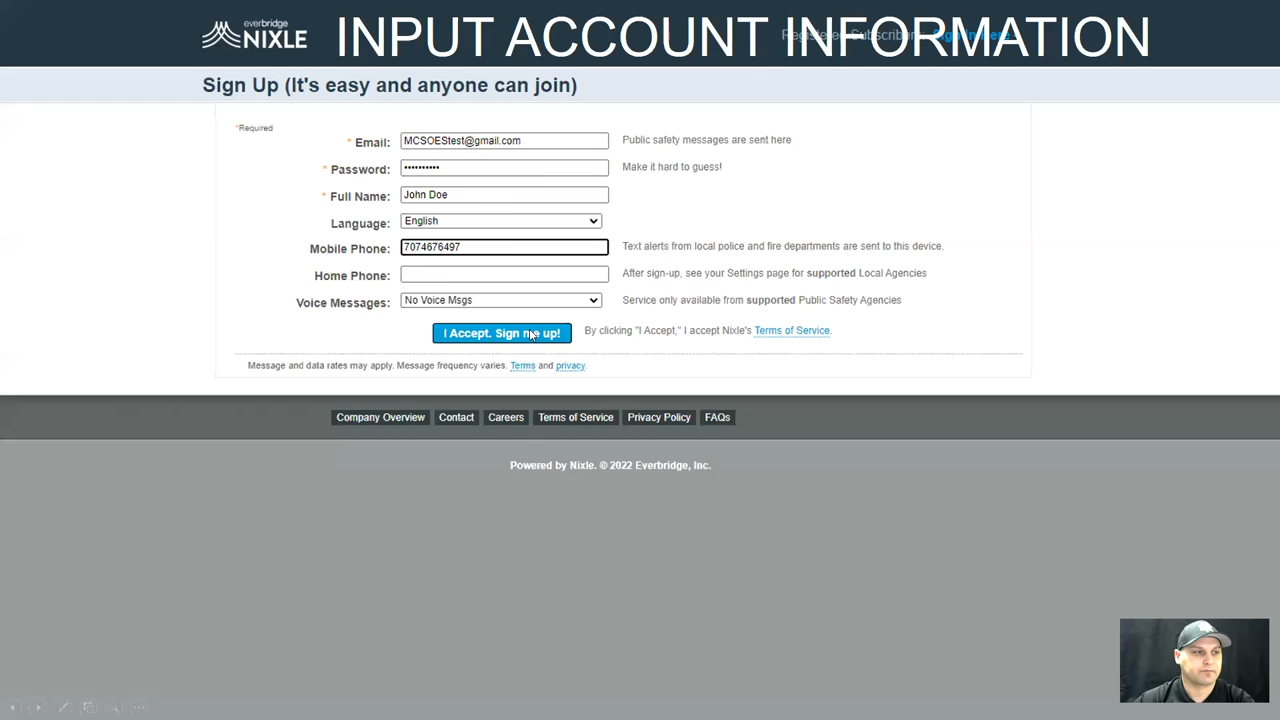 everbridge
NIXLE
INPUT ACCOUNT INFORMATION
Sign Up (It's easy and anyone can join)
*Required
* Email: MCSOEStest@gmail.com Public safety messages are sent here
* Password: •••••••••• Make it hard to guess!
* Full Name: John Doe
Language: English
Mobile Phone: 7074676497 Text alerts from local police and fire departments are sent to this device.
Home Phone: After sign-up, see your Settings page for supported Local Agencies
Voice Messages: No Voice Msgs Service only available from supported Public Safety Agencies
I Accept. Sign me up! By clicking "I Accept," I accept Nixle's Terms of Service.
Message and data rates may apply. Message frequency varies. Terms and privacy.
Company Overview Contact Careers Terms of Service Privacy Policy FAQs
Powered by Nixle. © 2022 Everbridge, Inc.